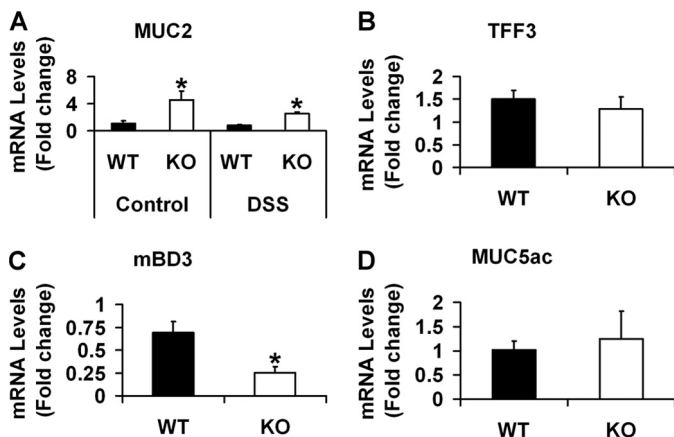 A
MUC2
mRNA Levels
(Fold change)
8
4
0
*
*
WT KO WT KO
Control DSS
B
TFF3
mRNA Levels
(Fold change)
2
1.5
1
0.5
0
WT KO
C
mBD3
mRNA Levels
(Fold change)
1
0.75
0.5
0.25
0
*
WT KO
D
MUC5ac
mRNA Levels
(Fold change)
2
1.5
1
0.5
0
WT KO